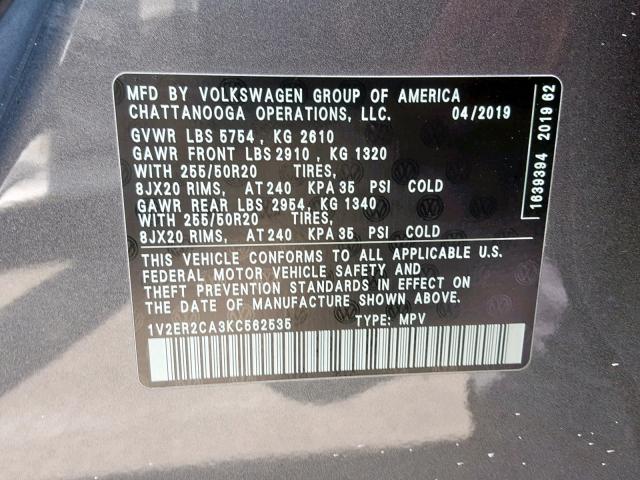 MFD BY VOLKSWAGEN GROUP OF AMERICA
CHATTANOOGA OPERATIONS, LLC. 04/2019
GVWR LBS 5754 , KG 2610
GAWR FRONT LBS 2910 , KG 1320
WITH 255/50R20 TIRES,
8JX20 RIMS, AT 240 KPA 35 PSI COLD
GAWR REAR LBS 2954, KG 1340
WITH 255/50R20 TIRES,
8JX20 RIMS, AT 240 KPA 35 PSI COLD
THIS VEHICLE CONFORMS TO ALL APPLICABLE U.S.
FEDERAL MOTOR VEHICLE SAFETY AND
THEFT PREVENTION STANDARDS IN EFFECT ON
THE DATE OF MANUFACTURE SHOWN ABOVE.
1V2ER2CA3KC562535 TYPE: MPV
1639394 2019 62